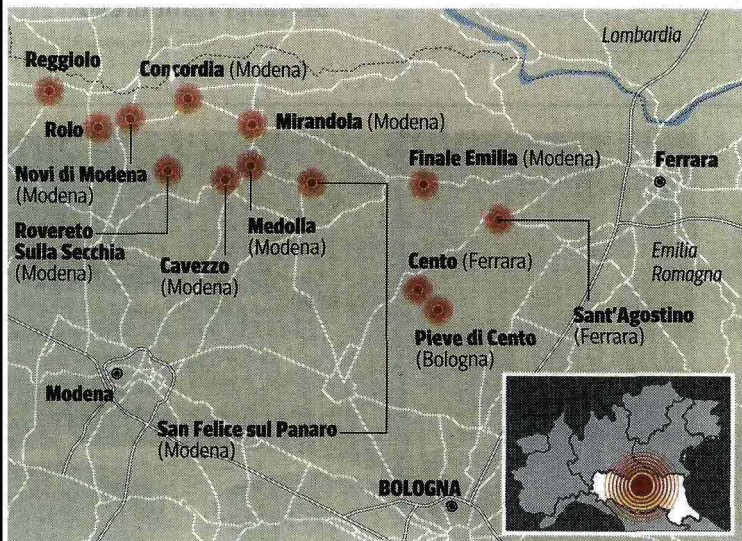 Lombardia
Reggiolo
Concordia (Modena)
Rolo
Mirandola (Modena)
Novi di Modena
(Modena)
Finale Emilia (Modena)
Ferrara
Rovereto
Sulla Secchia
(Modena)
Medolla
(Modena)
Cavezzo
(Modena)
Cento (Ferrara)
Emilia
Romagna
Sant'Agostino
(Ferrara)
Pieve di Cento
(Bologna)
Modena
San Felice sul Panaro
(Modena)
BOLOGNA